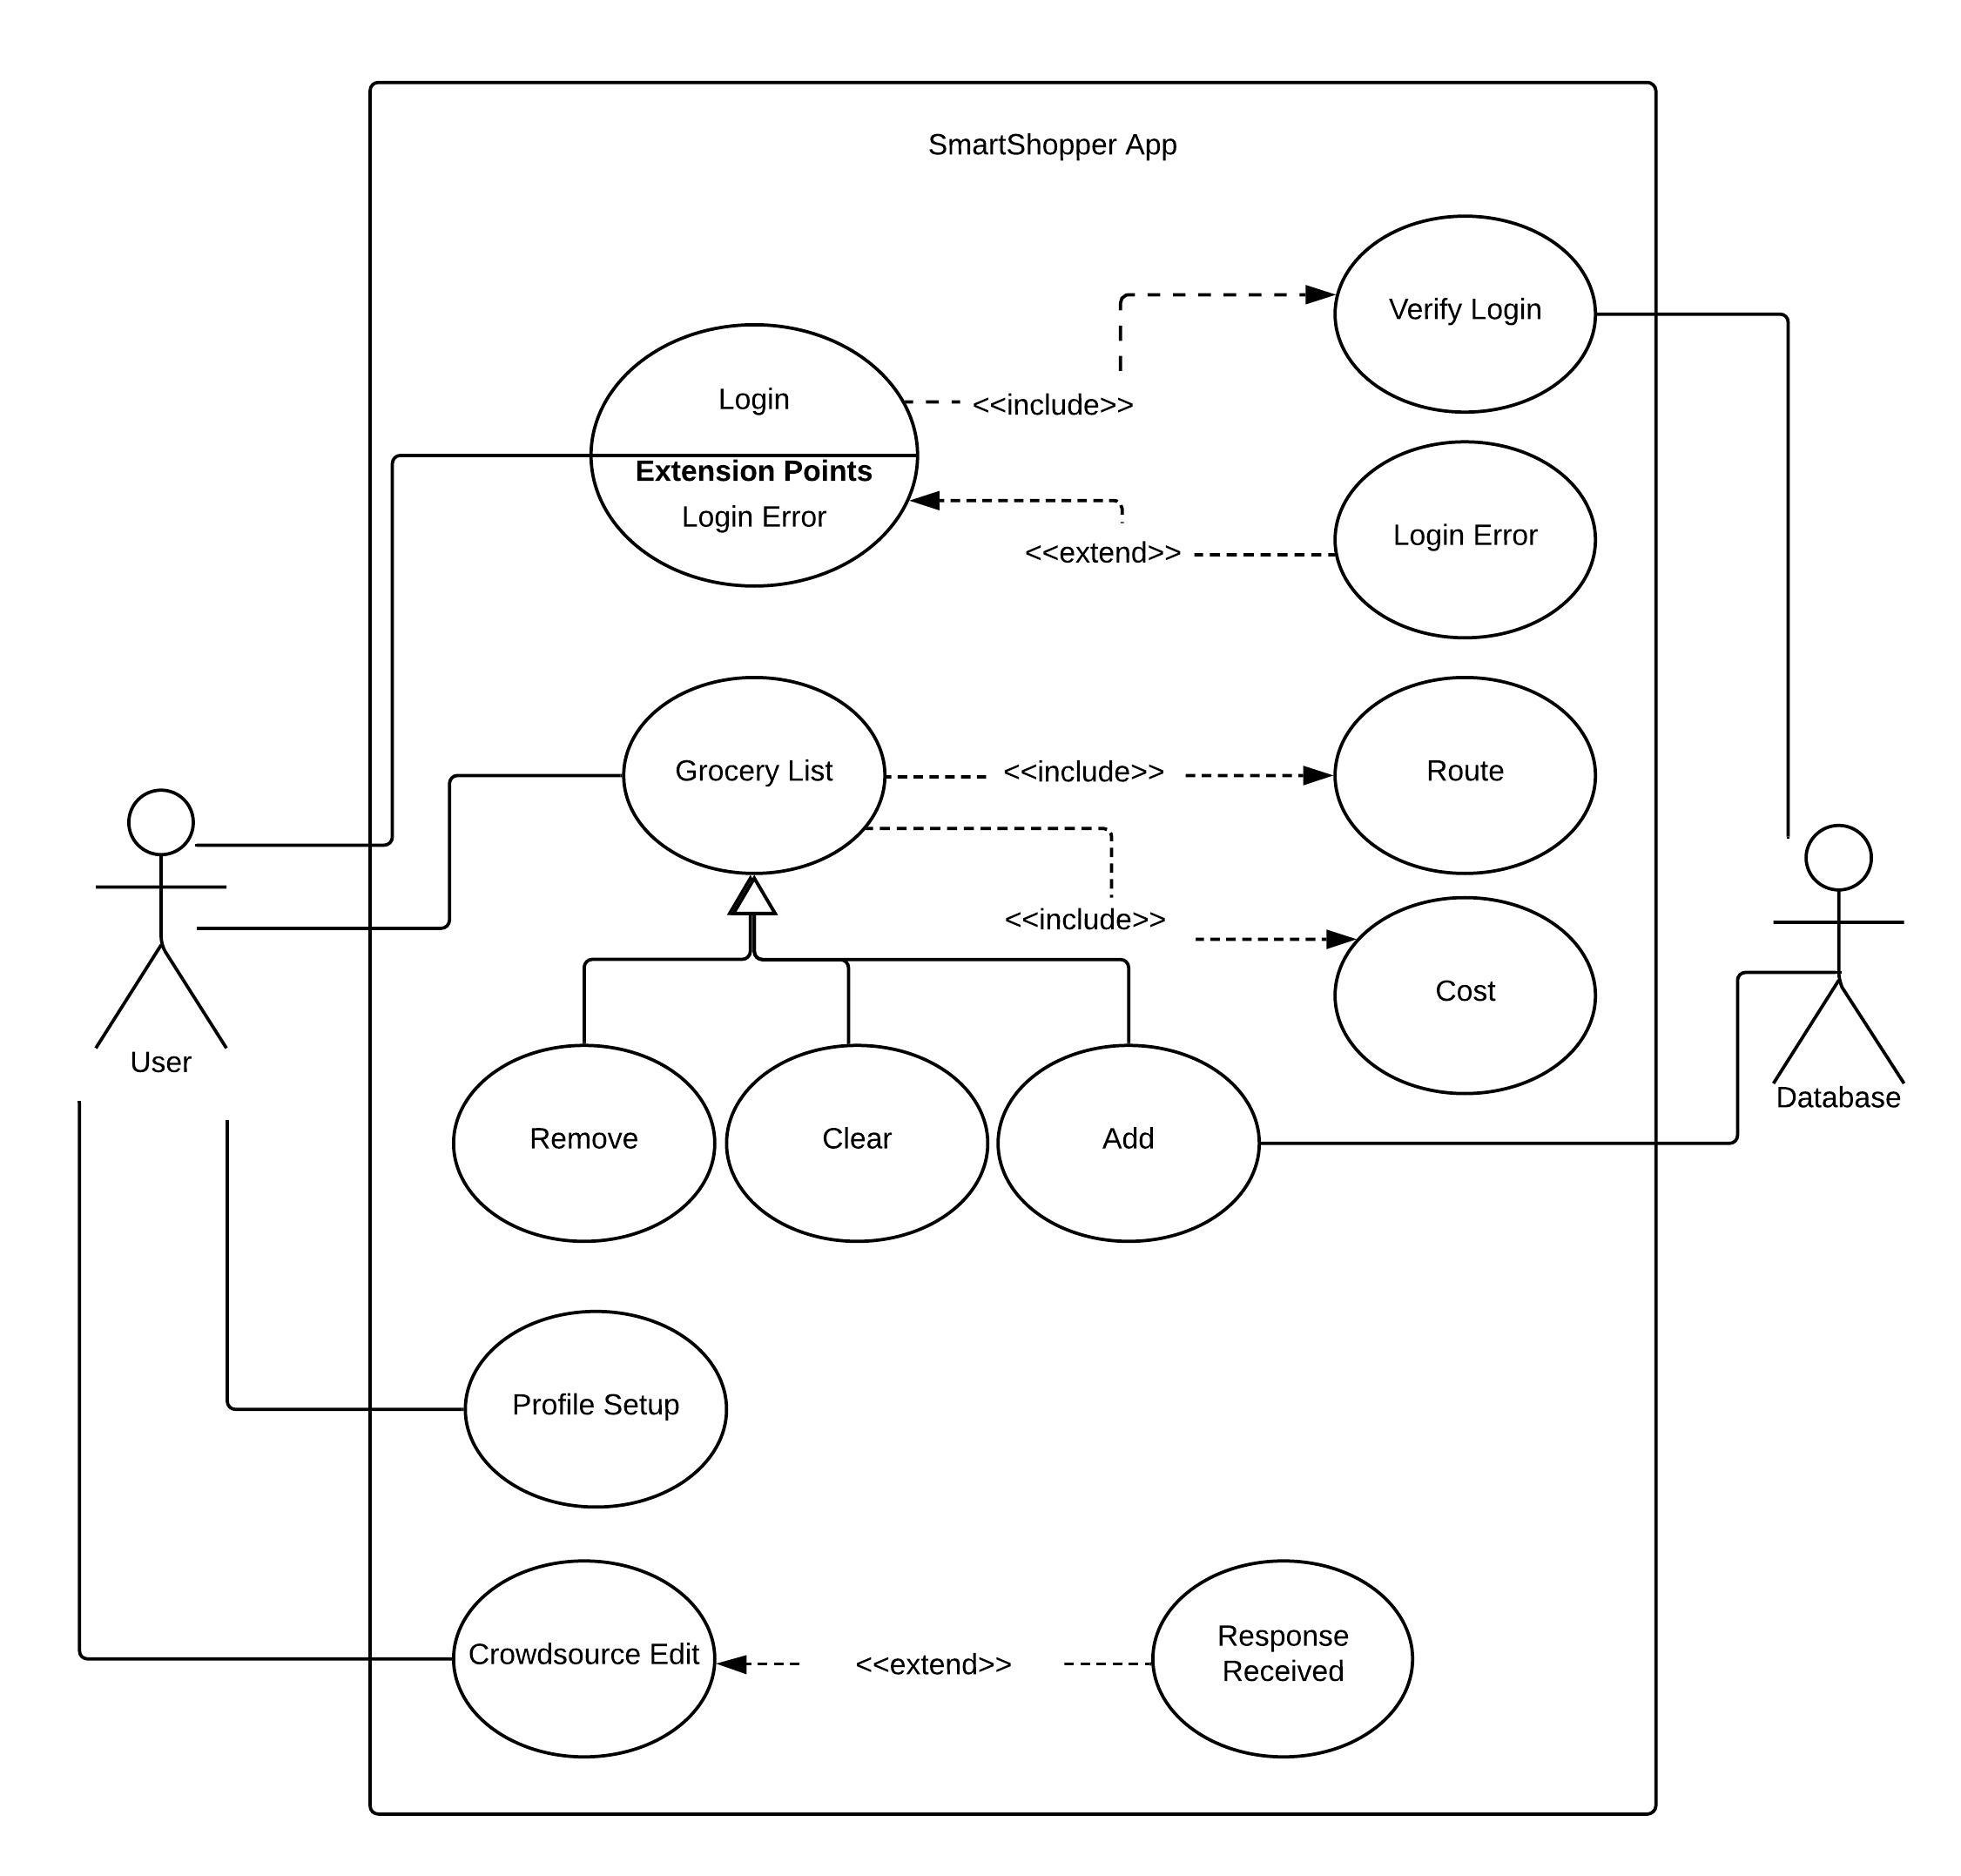 SmartShopper App
Verify Login
Login
<<include>>
Extension Points
Login Error
<<extend>>
Login Error
Grocery List
<<include>>
Route
<<include>>
Cost
User
Database
Remove
Clear
Add
Profile Setup
Crowdsource Edit
<<extend>>
Response
Received